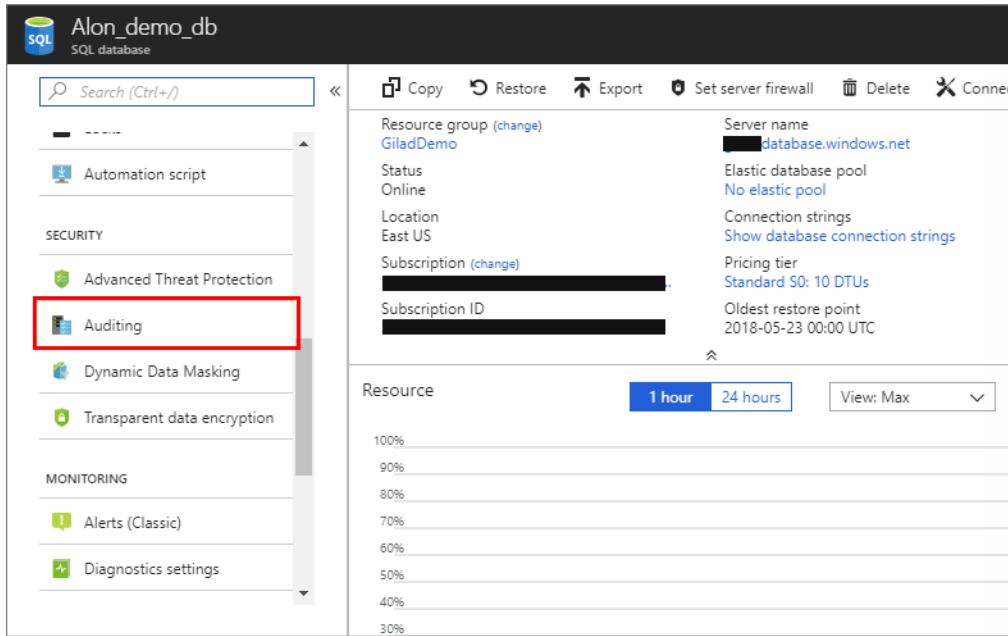 SQL
Alon_demo_db
SQL database
Search (Ctrl+/)
Automation script
SECURITY
Advanced Threat Protection
Auditing
Dynamic Data Masking
Transparent data encryption
MONITORING
Alerts (Classic)
Diagnostics settings
Copy Restore Export Set server firewall Delete Connec
Resource group (change)
GiladDemo
Server name
database.windows.net
Status
Online
Elastic database pool
No elastic pool
Location
East US
Connection strings
Show database connection strings
Subscription (change)
..
Pricing tier
Standard S0: 10 DTUs
Subscription ID
Oldest restore point
2018-05-23 00:00 UTC
Resource
1 hour 24 hours View: Max
100%
90%
80%
70%
60%
50%
40%
30%